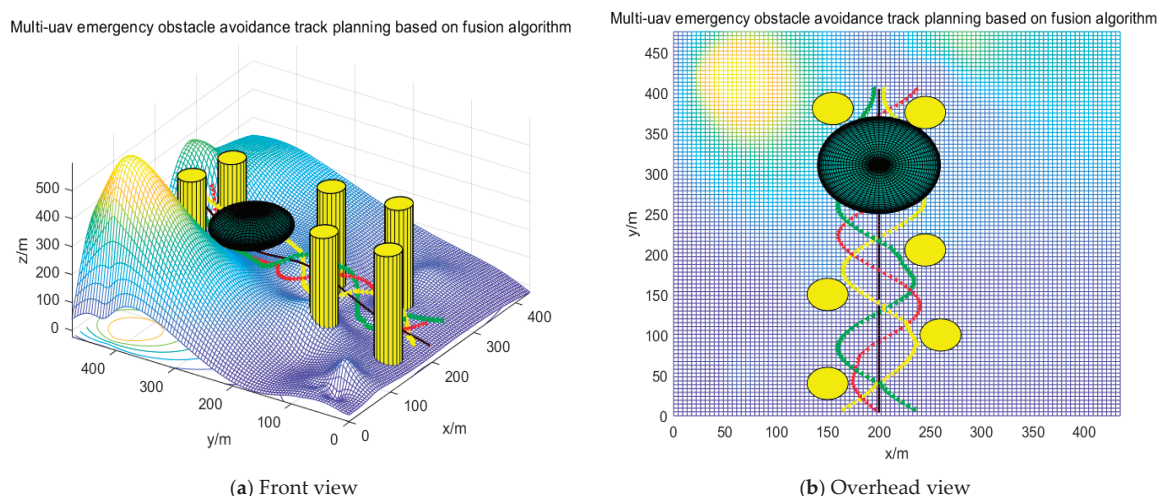 Multi-uav emergency obstacle avoidance track planning based on fusion algorithm
500
400
300
200
100
0
z/m
400
300
200
100
0
y/m
0
100
200
300
400
x/m
(a) Front view
Multi-uav emergency obstacle avoidance track planning based on fusion algorithm
450
400
350
300
250
200
150
100
50
0
y/m
0 50 100 150 200 250 300 350 400
x/m
(b) Overhead view